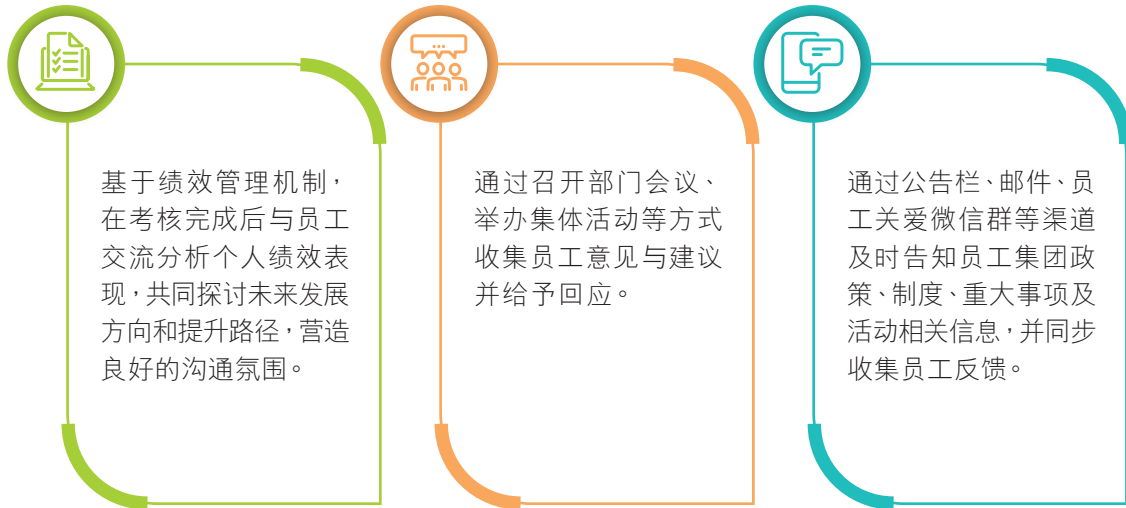 基于绩效管理机制，
在考核完成后与员工
交流分析个人绩效表
现，共同探讨未来发展
方向和提升路径，营造
良好的沟通氛围。
通过召开部门会议、
举办集体活动等方式
收集员工意见与建议
并给予回应。
通过公告栏、邮件、员
工关爱微信群等渠道
及时告知员工集团政
策、制度、重大事项及
活动相关信息，并同步
收集员工反馈。